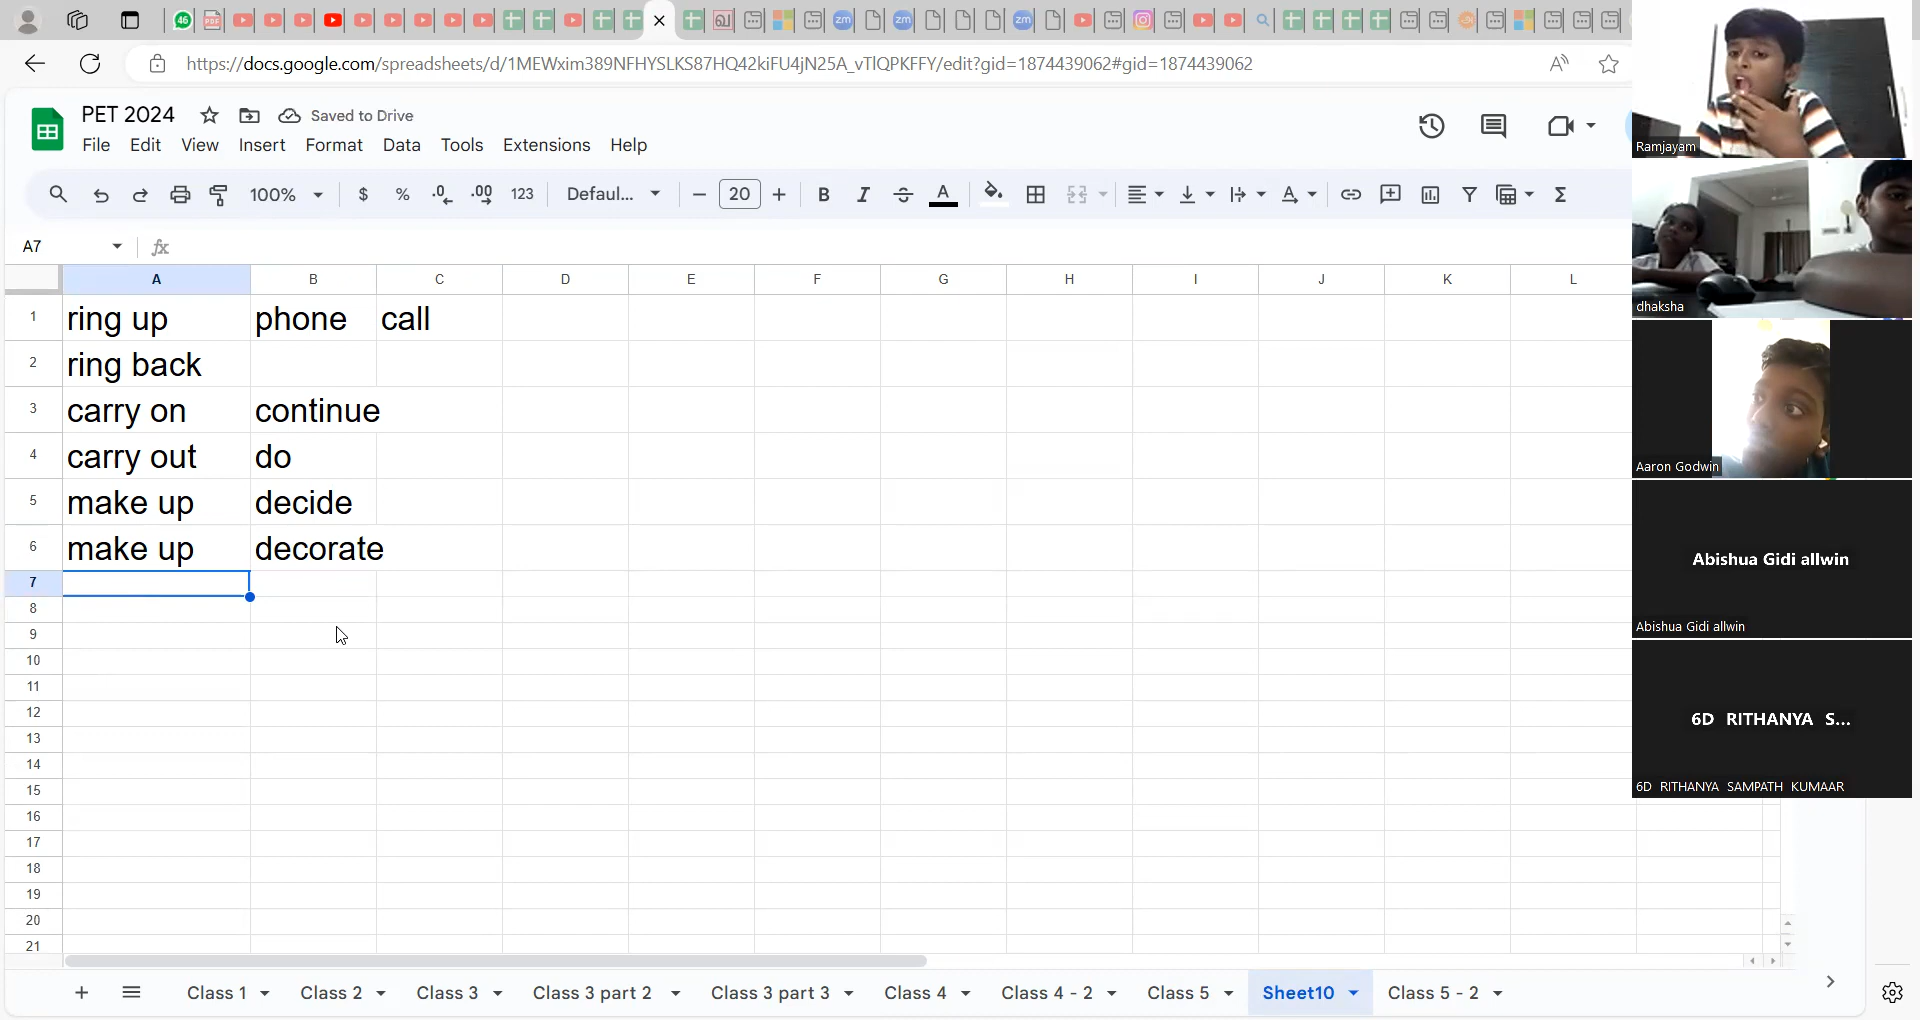 46
https://docs.google.com/spreadsheets/d/1MEWxim389NFHYSLKS87HQ42kiFU4jN25A_vTlQPKFFY/edit?gid=1874439062#gid=1874439062
PET 2024
Saved to Drive
File Edit View Insert Format Data Tools Extensions Help
100% $ % .0 .00 123 Defaul... 20 B I S A
A7 fx
A B C D E F G H I J K L
1 ring up phone call
2 ring back
3 carry on continue
4 carry out do
5 make up decide
6 make up decorate
7
8
9
10
11
12
13
14
15
16
17
18
19
20
21
Class 1 Class 2 Class 3 Class 3 part 2 Class 3 part 3 Class 4 Class 4 - 2 Class 5 Sheet10 Class 5 - 2
Ramjayam
dhaksha
Aaron Godwin
Abishua Gidi allwin
Abishua Gidi allwin
6D RITHANYA S...
6D RITHANYA SAMPATH KUMAAR